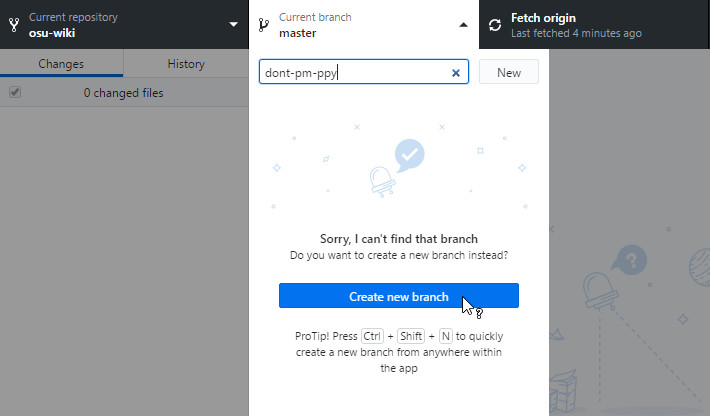 Current repository
osu-wiki
Current branch
master
Fetch origin
Last fetched 4 minutes ago
Changes
History
dont-pm-ppy
New
0 changed files
Sorry, I can't find that branch
Do you want to create a new branch instead?
Create new branch
ProTip! Press Ctrl + Shift + N to quickly
create a new branch from anywhere within
the app